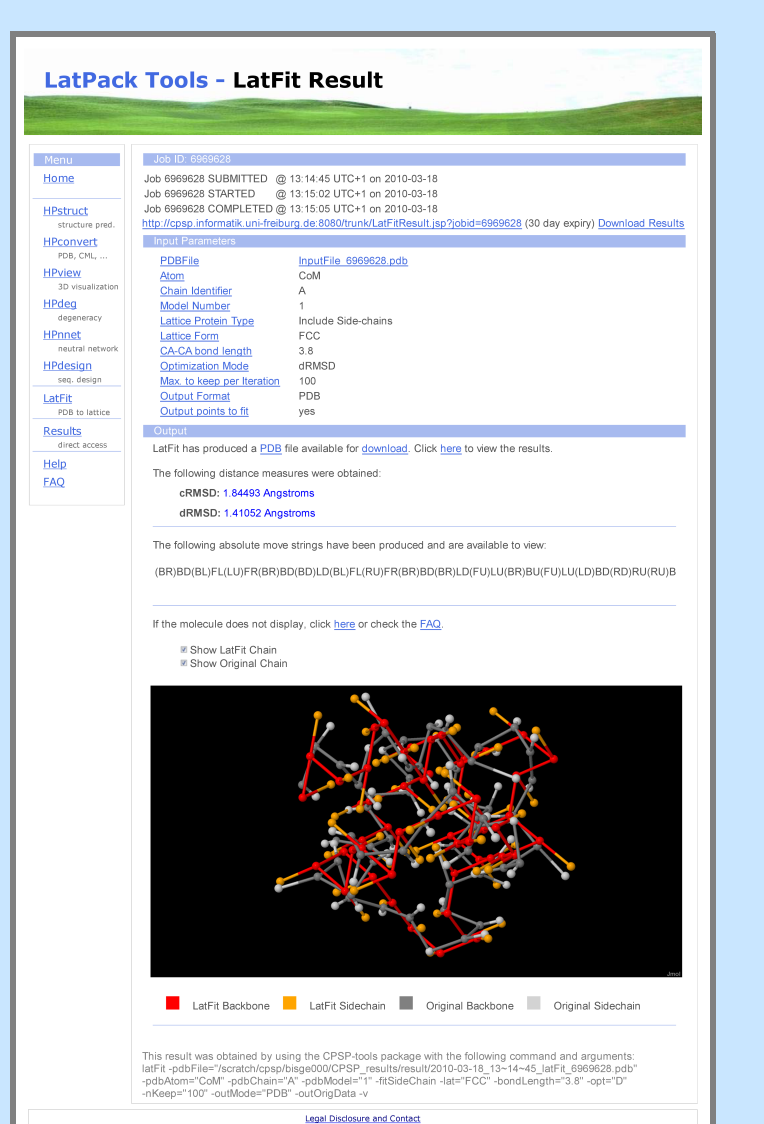 LatPack Tools - LatFit Result
Menu
Home
HPstruct
structure pred.
HPconvert
PDB, CML, ...
HPview
3D visualization
HPdeg
degeneracy
HPnnet
neutral network
HPdesign
seq. design
LatFit
PDB to lattice
Results
direct access
Help
FAQ
Job ID: 6969628
Job 6969628 SUBMITTED @ 13:14:45 UTC+1 on 2010-03-18
Job 6969628 STARTED @ 13:15:02 UTC+1 on 2010-03-18
Job 6969628 COMPLETED @ 13:15:05 UTC+1 on 2010-03-18
http://cpsp.informatik.uni-freiburg.de:8080/trunk/LatFitResult.jsp?jobid=6969628 (30 day expiry) Download Results
Input Parameters
PDBFile InputFile_6969628.pdb
Atom CoM
Chain Identifier A
Model Number 1
Lattice Protein Type Include Side-chains
Lattice Form FCC
CA-CA bond length 3.8
Optimization Mode dRMSD
Max. to keep per Iteration 100
Output Format PDB
Output points to fit yes
Output
LatFit has produced a PDB file available for download. Click here to view the results.
The following distance measures were obtained:
cRMSD: 1.84493 Angstroms
dRMSD: 1.41052 Angstroms
The following absolute move strings have been produced and are available to view:
(BR)BD(BL)FL(LU)FR(BR)BD(BD)LD(BL)FL(RU)FR(BR)BD(BR)LD(FU)LU(BR)BU(FU)LU(LD)BD(RD)RU(RU)B
If the molecule does not display, click here or check the FAQ.
Show LatFit Chain
Show Original Chain
Jmol
LatFit Backbone LatFit Sidechain Original Backbone Original Sidechain
This result was obtained by using the CPSP-tools package with the following command and arguments:
latFit -pdbFile="/scratch/cpsp/bisge000/CPSP_results/result/2010-03-18_13~14~45_latFit_6969628.pdb"
-pdbAtom="CoM" -pdbChain="A" -pdbModel="1" -fitSideChain -lat="FCC" -bondLength="3.8" -opt="D"
-nKeep="100" -outMode="PDB" -outOrigData -v
Legal Disclosure and Contact